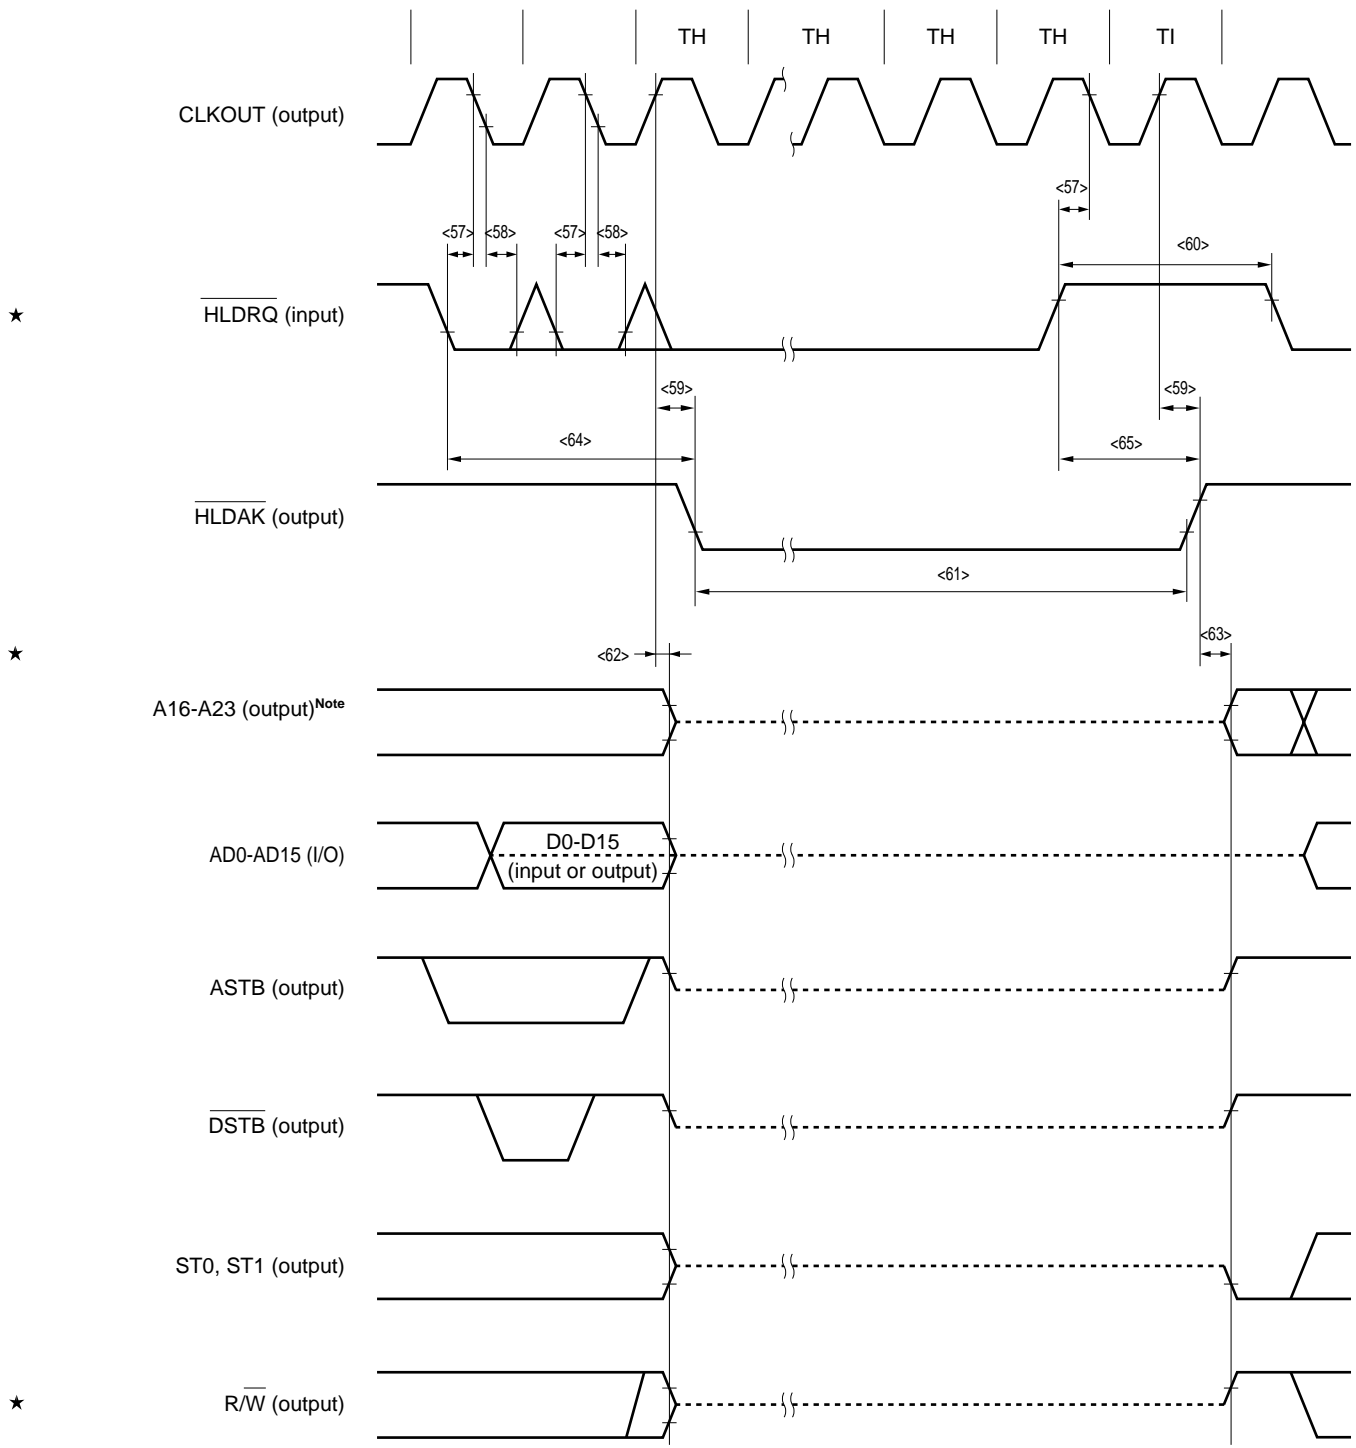 TH TH TH TH TI
CLKOUT (output)
<57>
<57> <58> <57> <58>
<60>
★ HLDRQ (input)
<59> <59>
<64> <65>
HLDAK (output)
<61>
<63>
★ <62>
A16-A23 (output)Note
D0-D15
AD0-AD15 (I/O)
(input or output)
ASTB (output)
DSTB (output)
ST0, ST1 (output)
★ R/W (output)